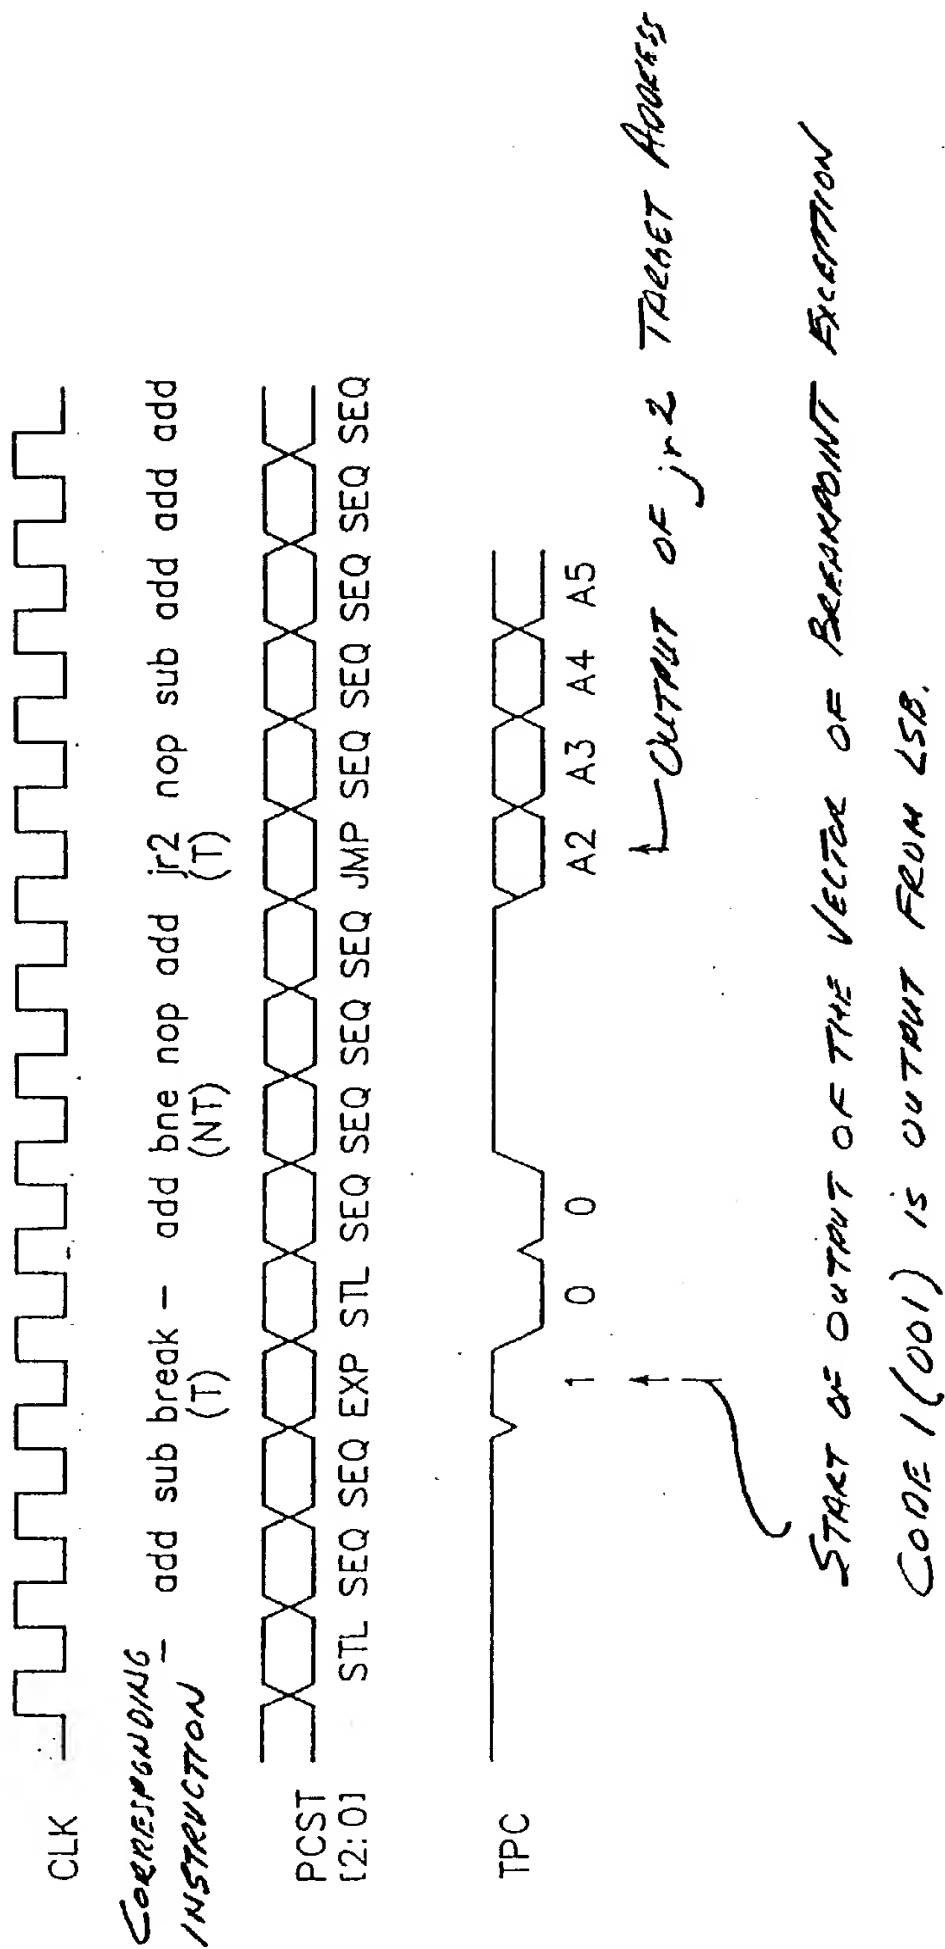 CLK
CORRESPONDING
INSTRUCTION
– add sub break – – add bne nop add jr2 nop sub add add add
(T) (NT) (T)
PCST
[2:0]
STL SEQ SEQ EXP STL SEQ SEQ SEQ SEQ JMP SEQ SEQ SEQ SEQ SEQ
TPC
1 0 0 A2 A3 A4 A5
OUTPUT OF jr2 TARGET ADDRESS
START OF OUTPUT OF THE VECTOR OF BREAKPOINT EXCEPTION
CODE 1 (001) IS OUTPUT FROM LSB.